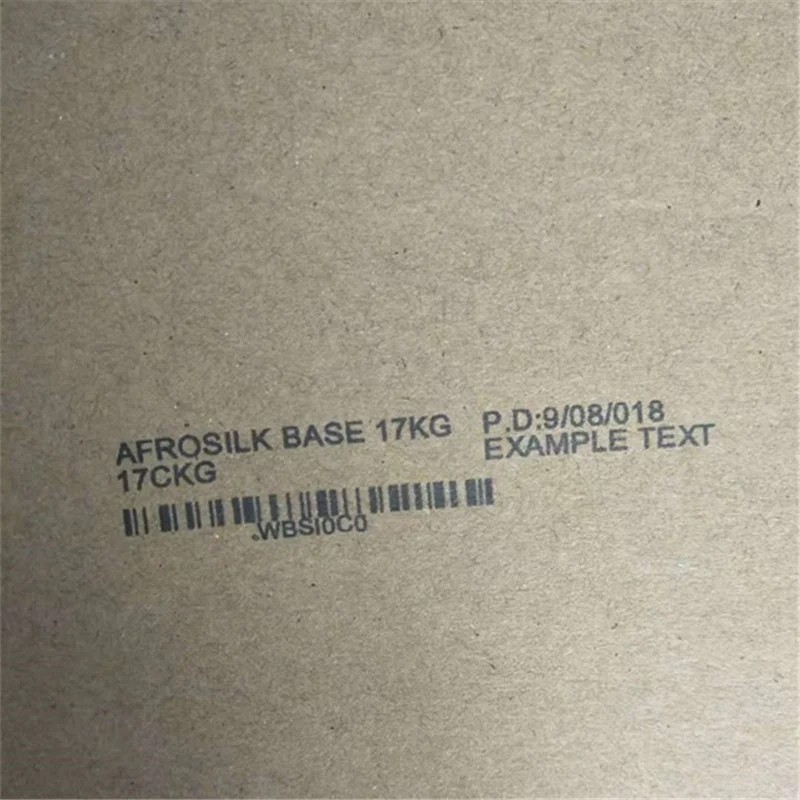 AFROSILK BASE 17KG P.D:9/08/018
17CKG EXAMPLE TEXT
.WBSI0C0